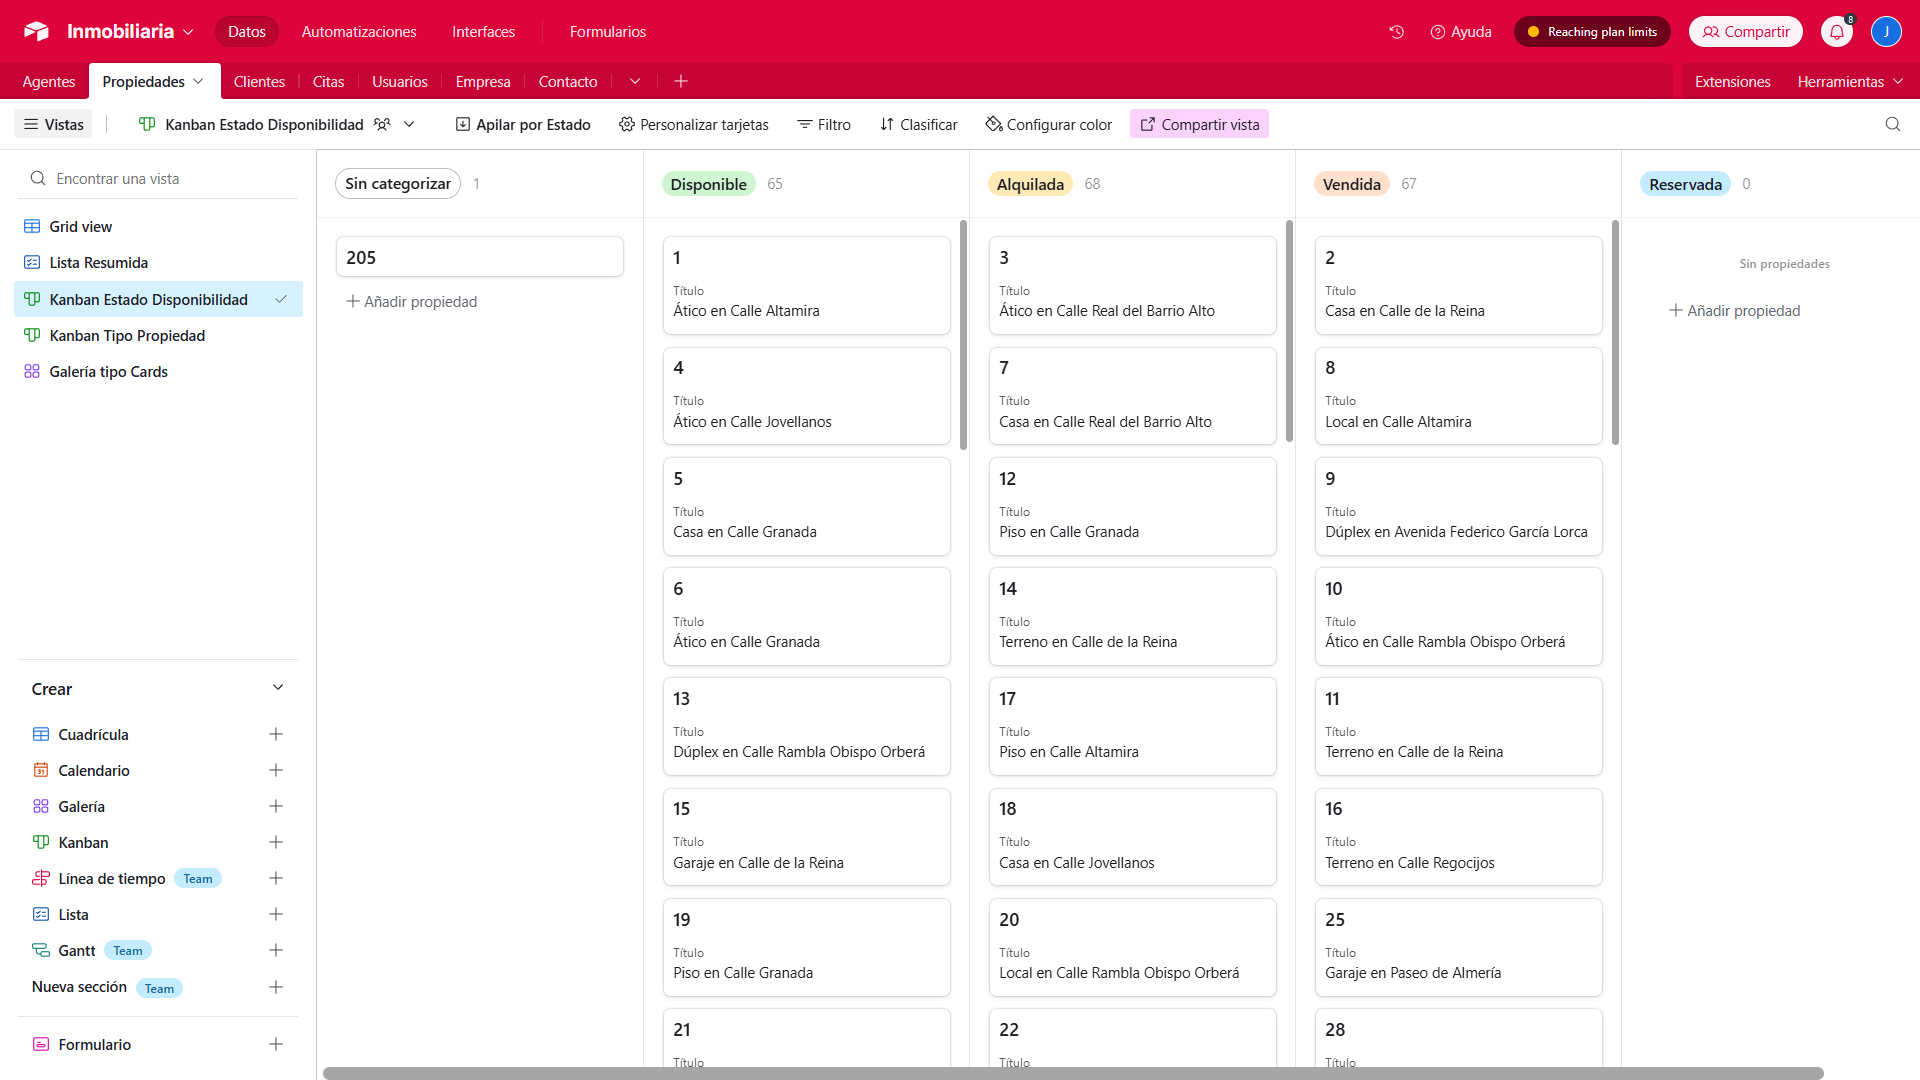 Inmobiliaria
Datos
Automatizaciones
Interfaces
Formularios
Ayuda
Reaching plan limits
Compartir
8
J
Agentes
Propiedades
Clientes
Citas
Usuarios
Empresa
Contacto
Extensiones
Herramientas
Vistas
Kanban Estado Disponibilidad
Apilar por Estado
Personalizar tarjetas
Filtro
Clasificar
Configurar color
Compartir vista
Encontrar una vista
Grid view
Lista Resumida
Kanban Estado Disponibilidad
Kanban Tipo Propiedad
Galería tipo Cards
Crear
Cuadrícula
Calendario
Galería
Kanban
Línea de tiempo Team
Lista
Gantt Team
Nueva sección Team
Formulario
Sin categorizar 1
205
Añadir propiedad
Disponible 65
1
Título
Ático en Calle Altamira
4
Título
Ático en Calle Jovellanos
5
Título
Casa en Calle Granada
6
Título
Ático en Calle Granada
13
Título
Dúplex en Calle Rambla Obispo Orberá
15
Título
Garaje en Calle de la Reina
19
Título
Piso en Calle Granada
21
Título
Alquilada 68
3
Título
Ático en Calle Real del Barrio Alto
7
Título
Casa en Calle Real del Barrio Alto
12
Título
Piso en Calle Granada
14
Título
Terreno en Calle de la Reina
17
Título
Piso en Calle Altamira
18
Título
Casa en Calle Jovellanos
20
Título
Local en Calle Rambla Obispo Orberá
22
Título
Vendida 67
2
Título
Casa en Calle de la Reina
8
Título
Local en Calle Altamira
9
Título
Dúplex en Avenida Federico García Lorca
10
Título
Ático en Calle Rambla Obispo Orberá
11
Título
Terreno en Calle de la Reina
16
Título
Terreno en Calle Regocijos
25
Título
Garaje en Paseo de Almería
28
Título
Reservada 0
Sin propiedades
Añadir propiedad